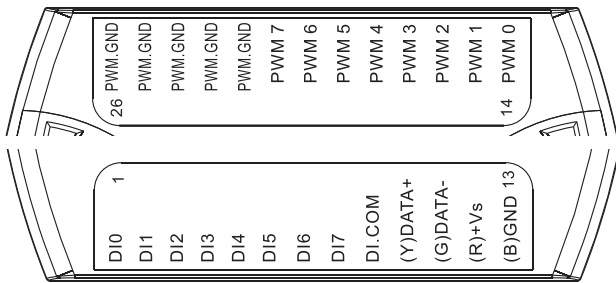 PWM.GND
PWM.GND
PWM.GND
PWM.GND
PWM.GND
PWM 7
PWM 6
PWM 5
PWM 4
PWM 3
PWM 2
PWM 1
PWM 0
26
14
1
13
DI0
DI1
DI2
DI3
DI4
DI5
DI6
DI7
DI.COM
(Y)DATA+
(G)DATA-
(R)+Vs
(B)GND